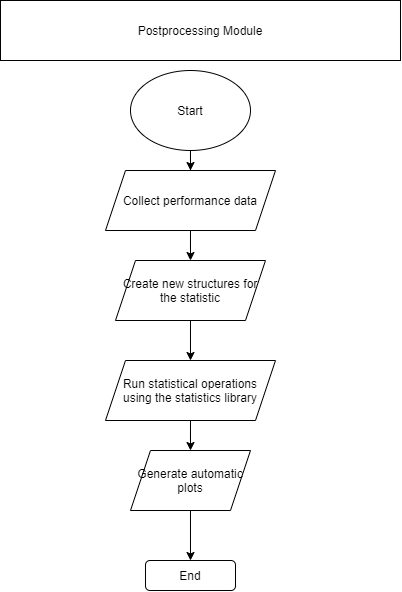 Postprocessing Module
Start
Collect performance data
Create new structures for
the statistic
Run statistical operations
using the statistics library
Generate automatic
plots
End